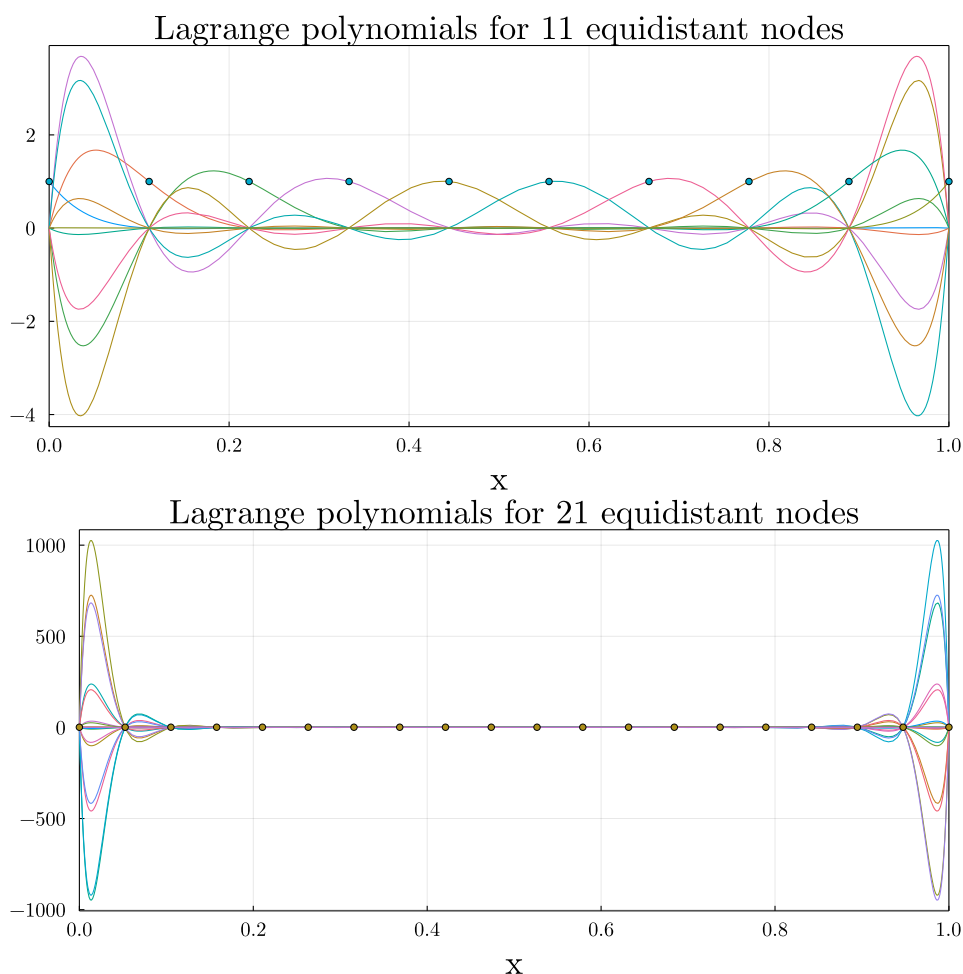 Lagrange polynomials for 11 equidistant nodes
2
0
−2
−4
0.0 0.2 0.4 0.6 0.8 1.0
x
Lagrange polynomials for 21 equidistant nodes
1000
500
0
−500
−1000
0.0 0.2 0.4 0.6 0.8 1.0
x